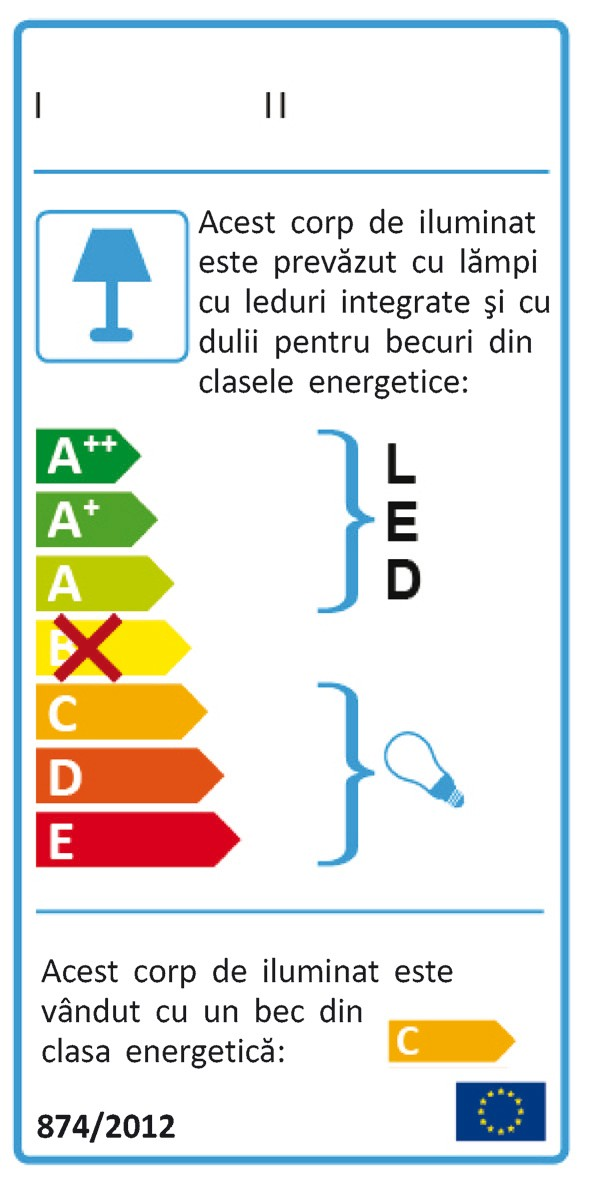 I II
Acest corp de iluminat
este prevăzut cu lămpi
cu leduri integrate şi cu
dulii pentru becuri din
clasele energetice:
A++
A+
A
B
C
D
E
L
E
D
Acest corp de iluminat este
vândut cu un bec din
clasa energetică:
C
874/2012